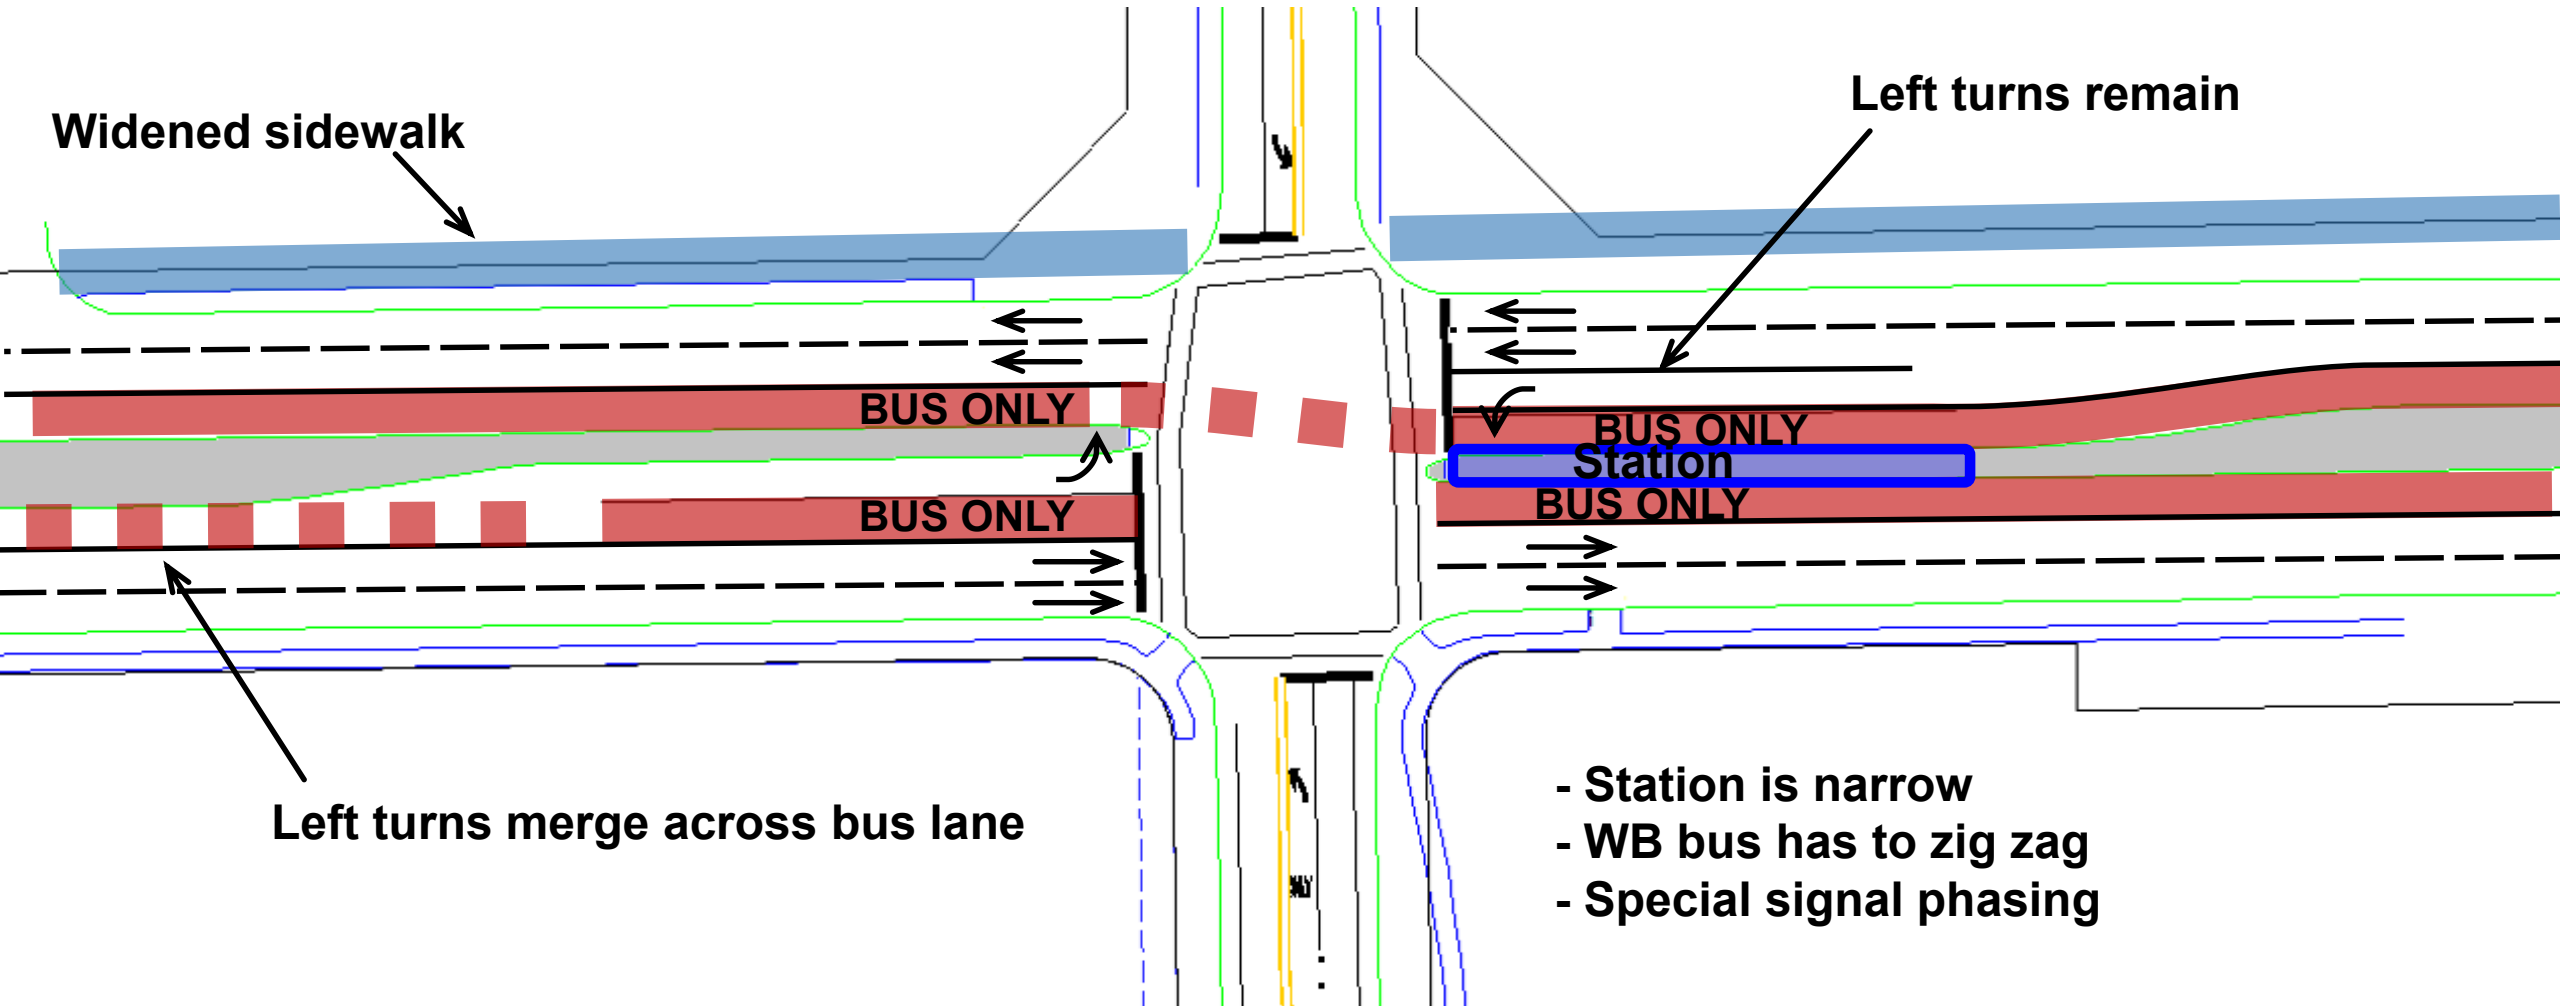 Left turns remain
Widened sidewalk
BUS ONLY
BUS ONLY
Station
BUS ONLY
BUS ONLY
Left turns merge across bus lane
- Station is narrow
- WB bus has to zig zag
- Special signal phasing